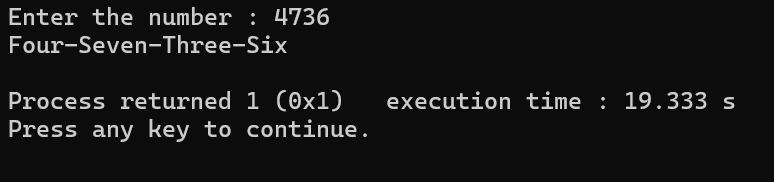 Enter the number : 4736
Four-Seven-Three-Six
Process returned 1 (0x1)   execution time : 19.333 s
Press any key to continue.